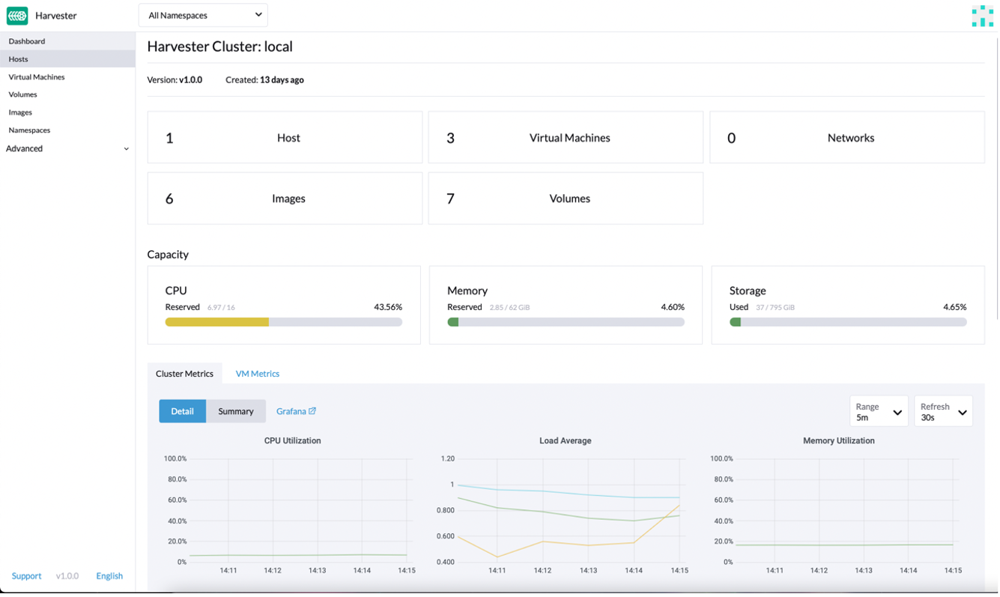 Harvester
All Namespaces
Dashboard
Hosts
Virtual Machines
Volumes
Images
Namespaces
Advanced
Support v1.0.0 English
Harvester Cluster: local
Version: v1.0.0 Created: 13 days ago
1 Host
3 Virtual Machines
0 Networks
6 Images
7 Volumes
Capacity
CPU
Reserved 6.97 / 16 43.56%
Memory
Reserved 2.85 / 62 GiB 4.60%
Storage
Used 37 / 795 GiB 4.65%
Cluster Metrics VM Metrics
Detail Summary Grafana
Range
5m
Refresh
30s
CPU Utilization
100.0%
80.0%
60.0%
40.0%
20.0%
0%
14:11 14:12 14:13 14:14 14:15
Load Average
1.20
1
0.800
0.600
0.400
14:11 14:12 14:13 14:14 14:15
Memory Utilization
100.0%
80.0%
60.0%
40.0%
20.0%
0%
14:11 14:12 14:13 14:14 14:15